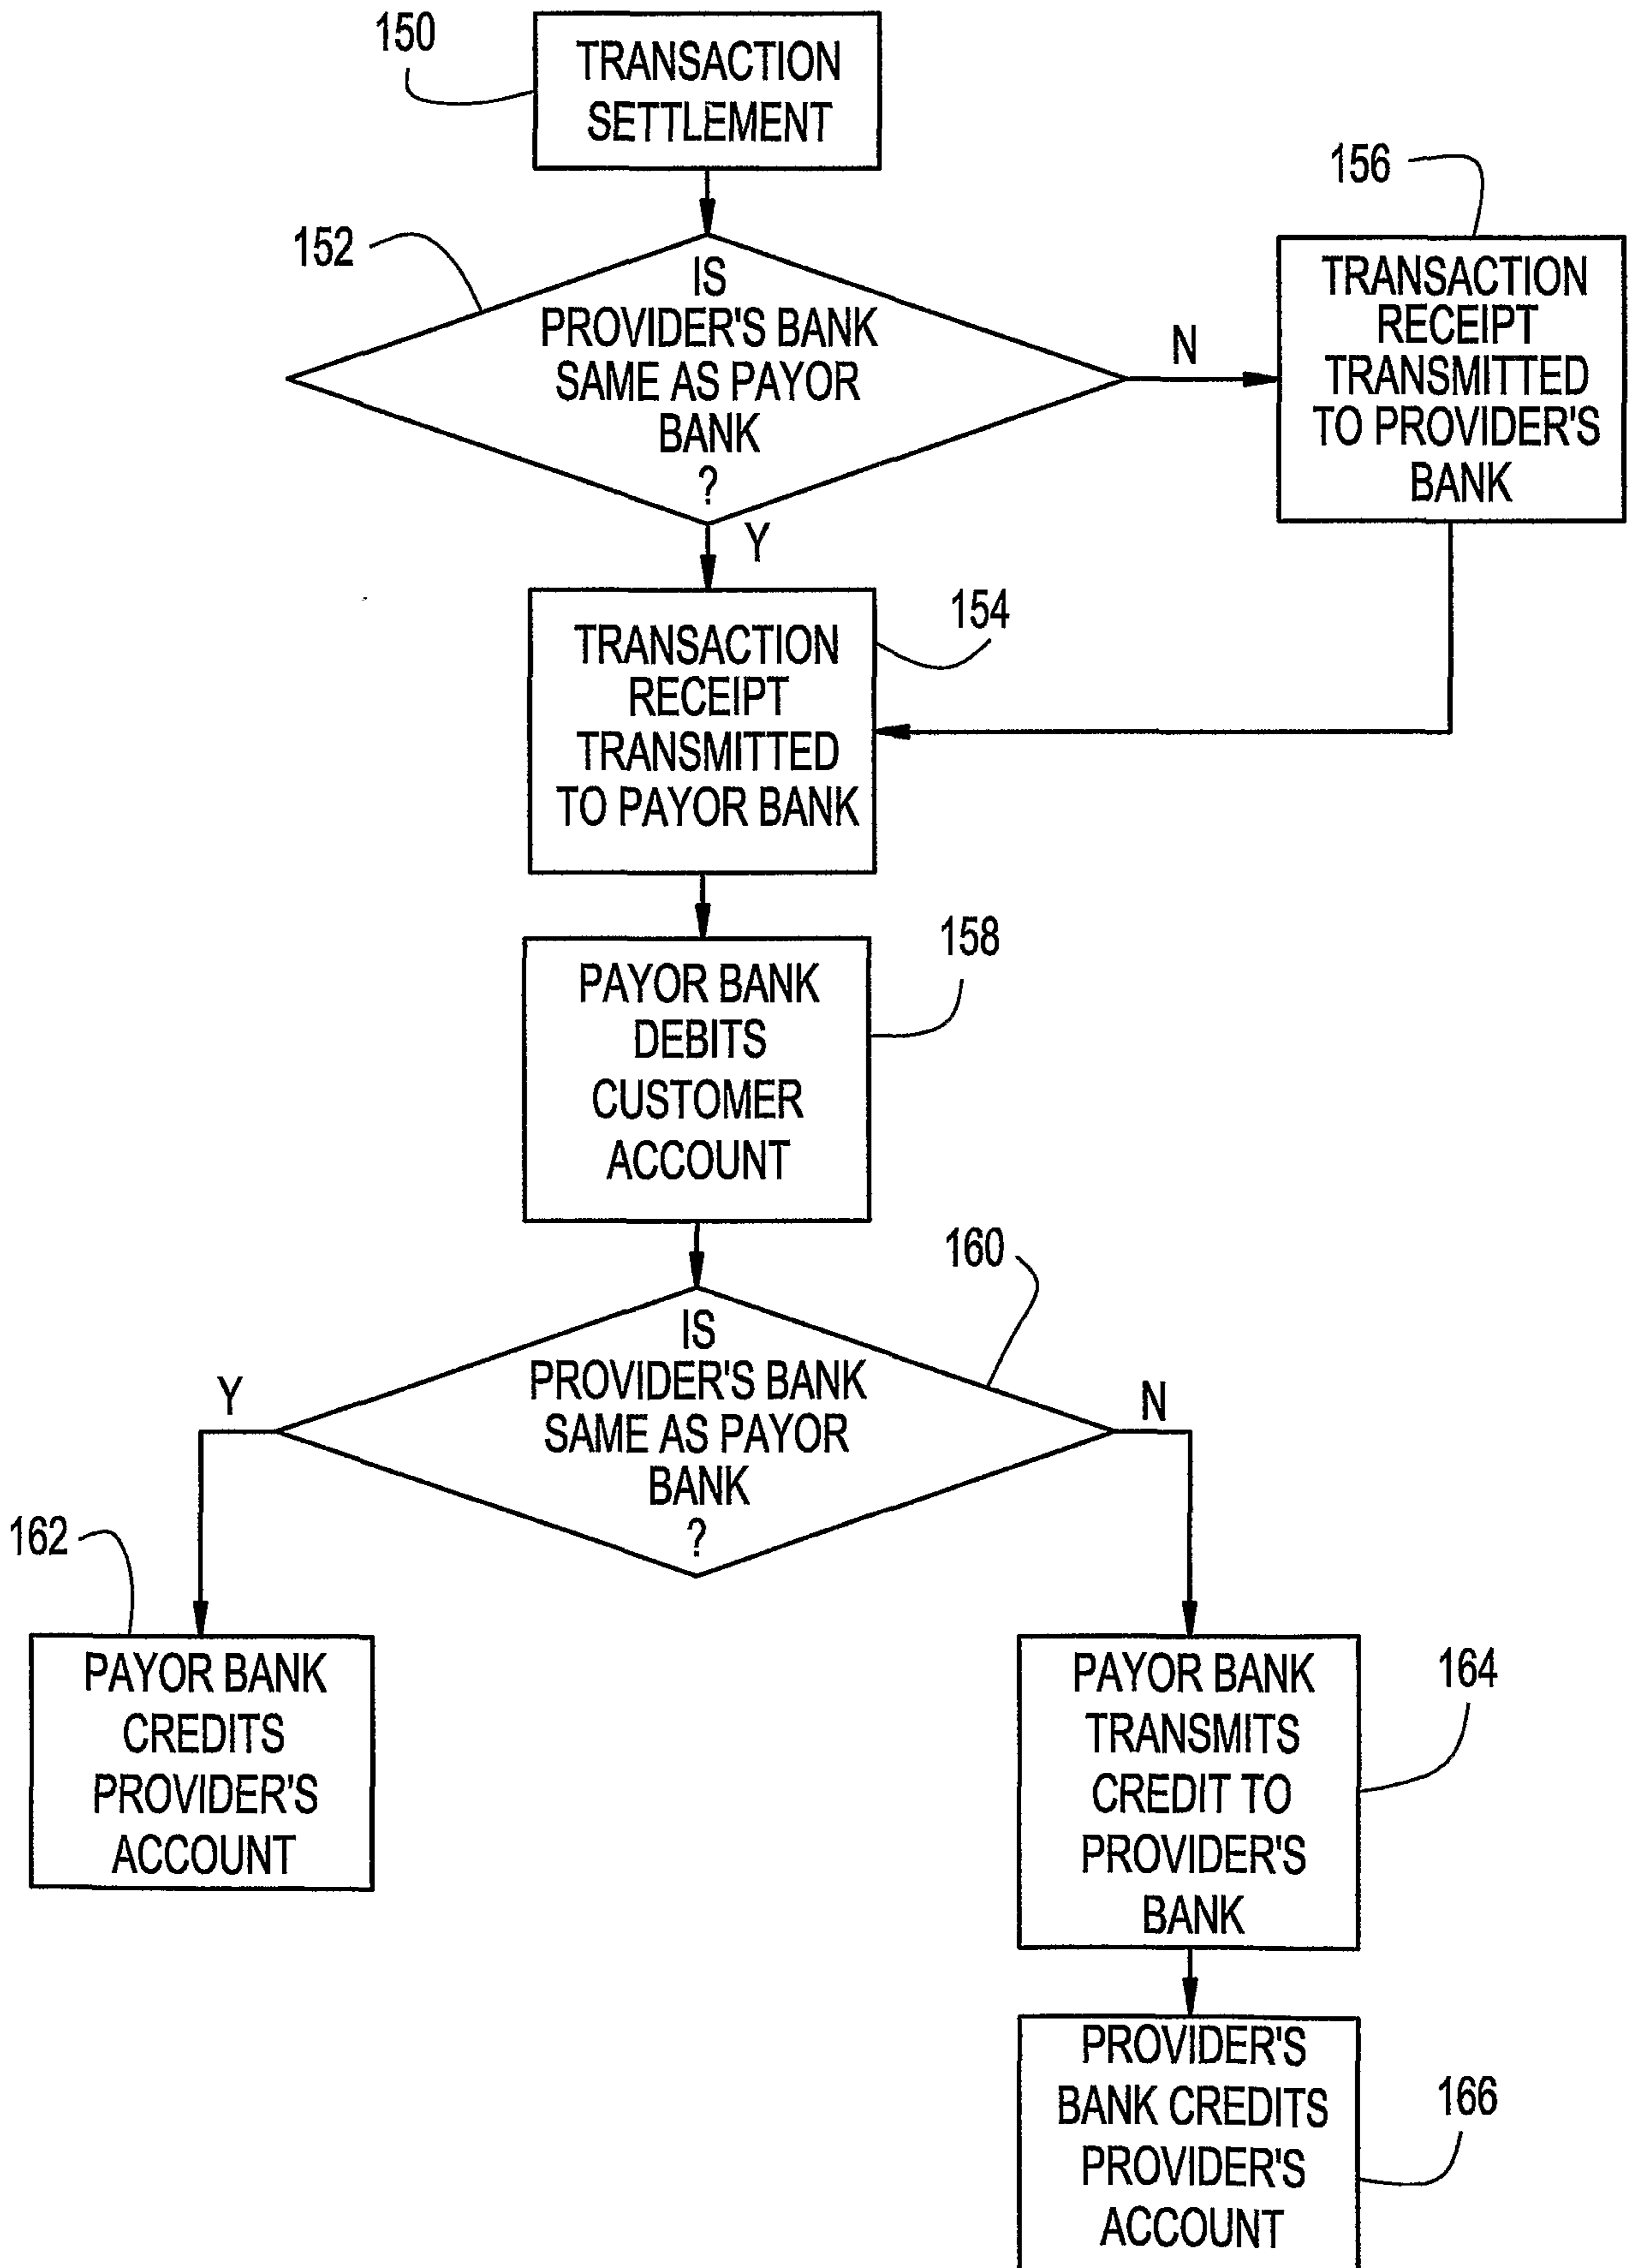 150
TRANSACTION
SETTLEMENT
152
IS
PROVIDER'S BANK
SAME AS PAYOR
BANK
?
N
Y
156
TRANSACTION
RECEIPT
TRANSMITTED
TO PROVIDER'S
BANK
154
TRANSACTION
RECEIPT
TRANSMITTED
TO PAYOR BANK
158
PAYOR BANK
DEBITS
CUSTOMER
ACCOUNT
160
IS
PROVIDER'S BANK
SAME AS PAYOR
BANK
?
Y
N
162
PAYOR BANK
CREDITS
PROVIDER'S
ACCOUNT
164
PAYOR BANK
TRANSMITS
CREDIT TO
PROVIDER'S
BANK
166
PROVIDER'S
BANK CREDITS
PROVIDER'S
ACCOUNT